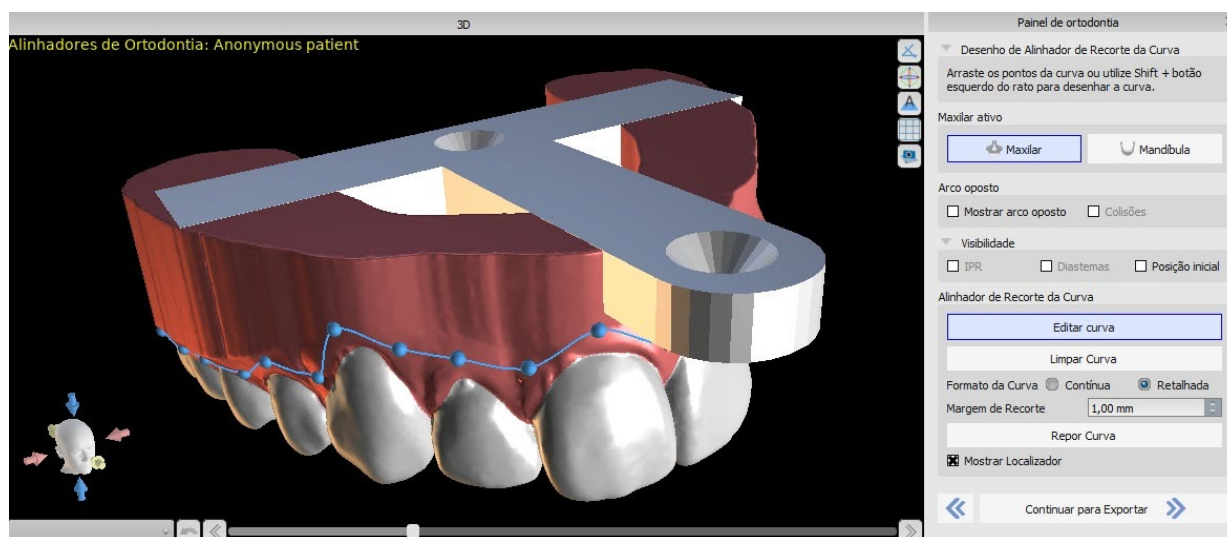 3D
Alinhadores de Ortodontia: Anonymous patient
Painel de ortodontia
Desenho de Alinhador de Recorte da Curva
Arraste os pontos da curva ou utilize Shift + botão
esquerdo do rato para desenhar a curva.
Maxilar ativo
Maxilar Mandíbula
Arco oposto
Mostrar arco oposto Colisões
Visibilidade
IPR Diastemas Posição inicial
Alinhador de Recorte da Curva
Editar curva
Limpar Curva
Formato da Curva Contínua Retalhada
Margem de Recorte 1,00 mm
Repor Curva
Mostrar Localizador
Continuar para Exportar